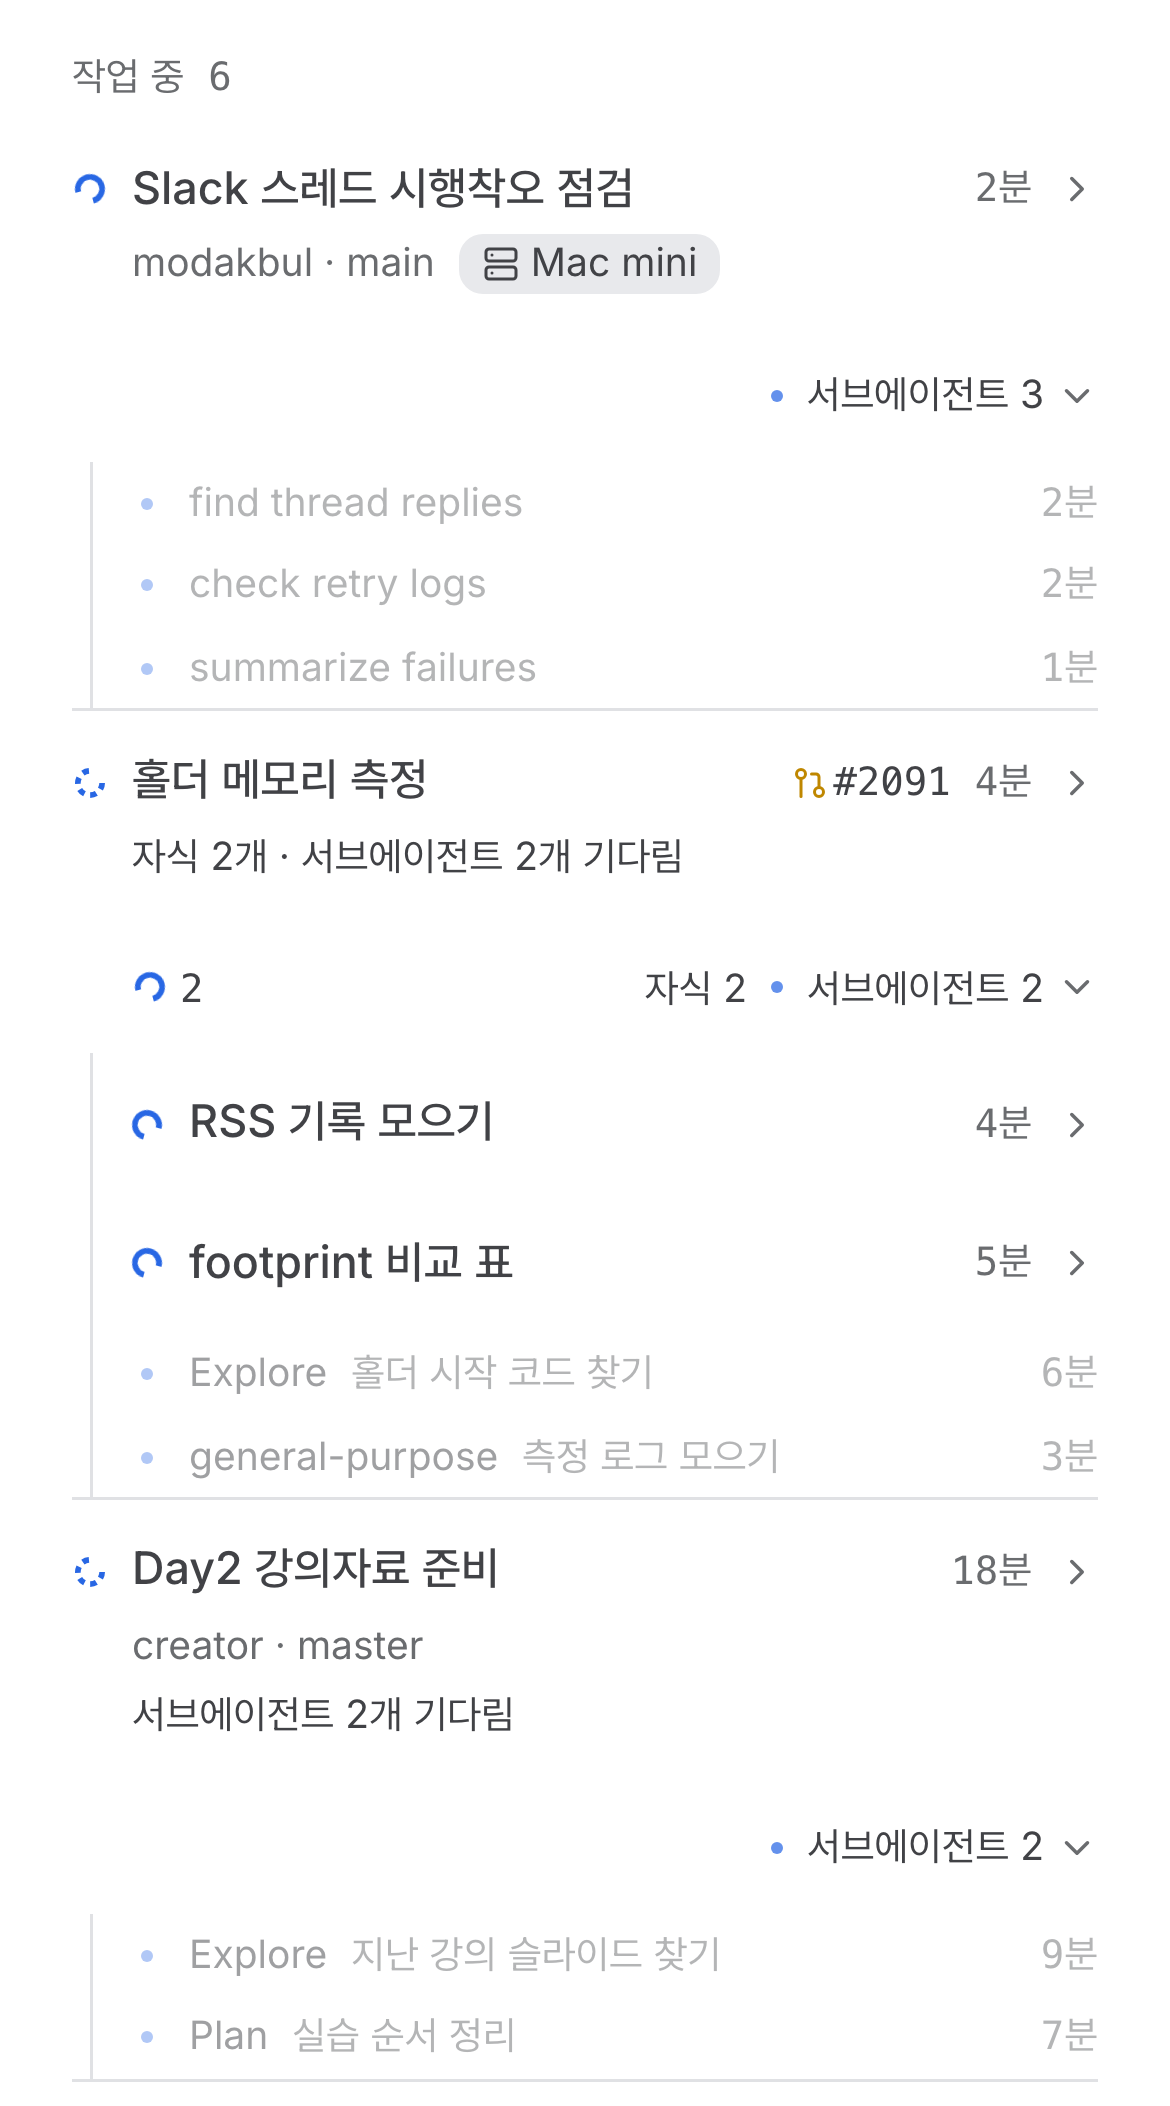 작업 중 6
Slack 스레드 시행착오 점검 2분
modakbul · main Mac mini
서브에이전트 3
find thread replies 2분
check retry logs 2분
summarize failures 1분
홀더 메모리 측정 #2091 4분
자식 2개 · 서브에이전트 2개 기다림
2 자식 2 • 서브에이전트 2
RSS 기록 모으기 4분
footprint 비교 표 5분
Explore 홀더 시작 코드 찾기 6분
general-purpose 측정 로그 모으기 3분
Day2 강의자료 준비 18분
creator · master
서브에이전트 2개 기다림
서브에이전트 2
Explore 지난 강의 슬라이드 찾기 9분
Plan 실습 순서 정리 7분